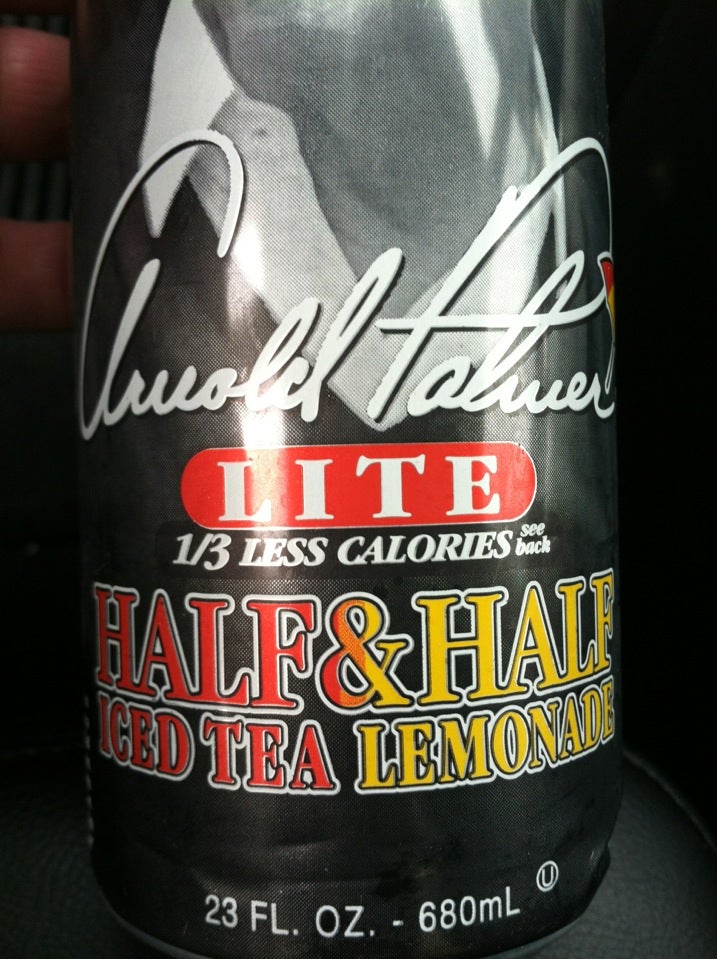 Arnold Palmer
LITE
1/3 LESS CALORIES see back
HALF & HALF
ICED TEA LEMONADE
23 FL. OZ. - 680mL U